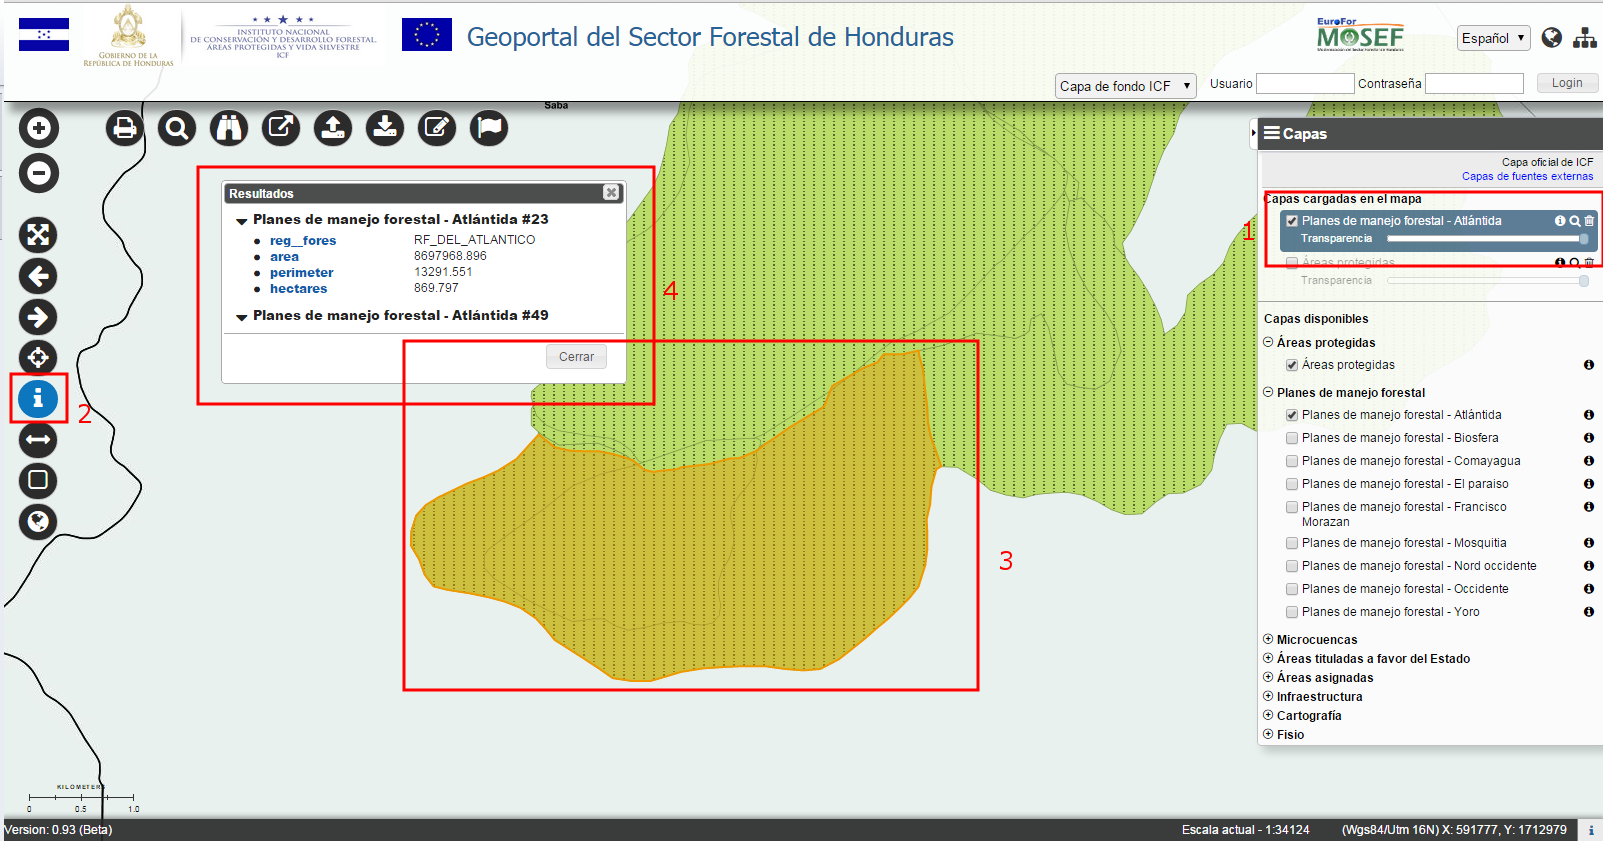 GOBIERNO DE LA
REPÚBLICA DE HONDURAS
INSTITUTO NACIONAL
DE CONSERVACIÓN Y DESARROLLO FORESTAL,
ÁREAS PROTEGIDAS Y VIDA SILVESTRE
ICF
Geoportal del Sector Forestal de Honduras
EuroFor
MOSEF
Español
Capa de fondo ICF
Usuario
Contraseña
Login
Saba
Resultados
Planes de manejo forestal - Atlántida #23
reg__fores RF_DEL_ATLANTICO
area 8697968.896
perimeter 13291.551
hectares 869.797
Planes de manejo forestal - Atlántida #49
Cerrar
1
2
3
4
Capas
Capa oficial de ICF
Capas de fuentes externas
Capas cargadas en el mapa
Planes de manejo forestal - Atlántida
Transparencia
Áreas protegidas
Transparencia
Capas disponibles
Áreas protegidas
Áreas protegidas
Planes de manejo forestal
Planes de manejo forestal - Atlántida
Planes de manejo forestal - Biosfera
Planes de manejo forestal - Comayagua
Planes de manejo forestal - El paraiso
Planes de manejo forestal - Francisco
Morazan
Planes de manejo forestal - Mosquitia
Planes de manejo forestal - Nord occidente
Planes de manejo forestal - Occidente
Planes de manejo forestal - Yoro
Microcuencas
Áreas tituladas a favor del Estado
Áreas asignadas
Infraestructura
Cartografía
Fisio
KILOMETERS
0 0.5 1.0
Version: 0.93 (Beta)
Escala actual - 1:34124
(Wgs84/Utm 16N) X: 591777, Y: 1712979